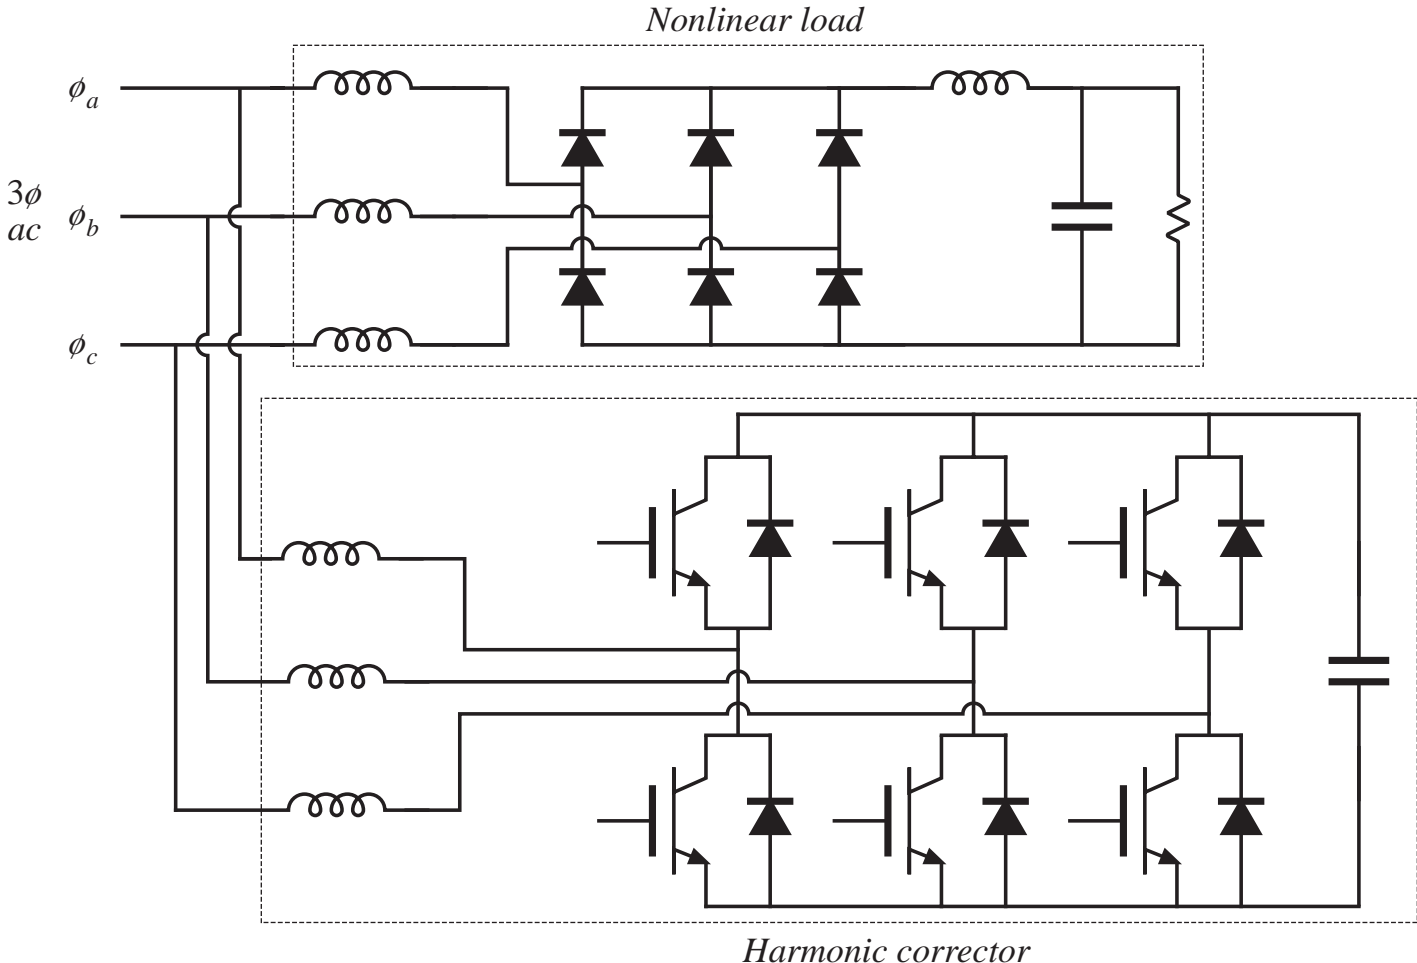 Nonlinear load
ϕa
3ϕ
ac
ϕb
ϕc
Harmonic corrector